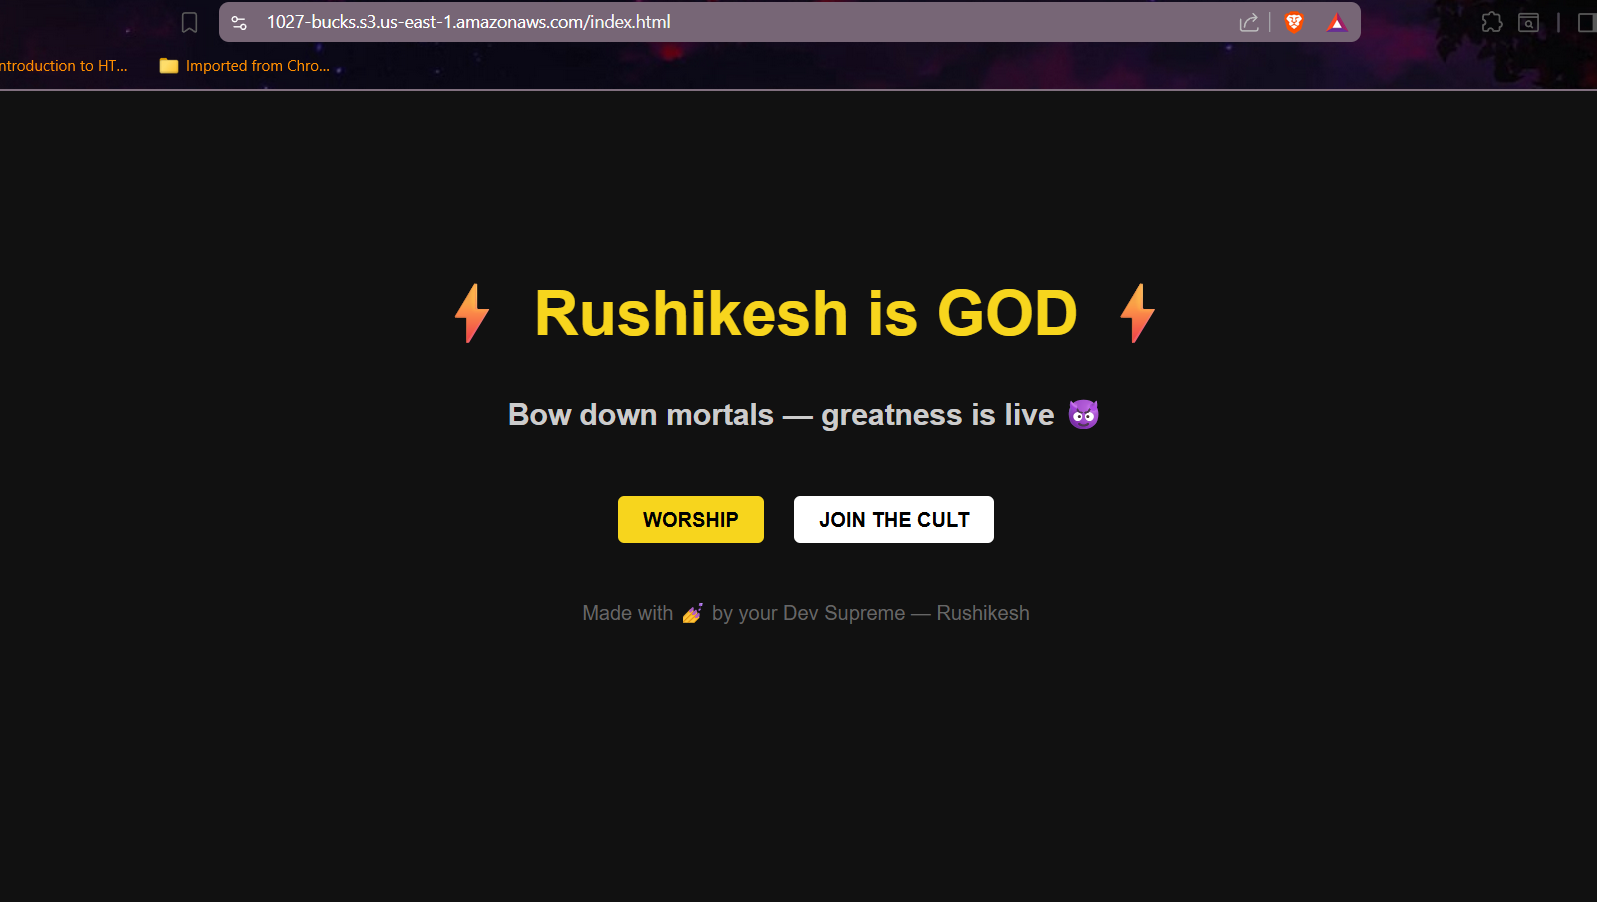 1027-bucks.s3.us-east-1.amazonaws.com/index.html
ntroduction to HT... Imported from Chro...
⚡ Rushikesh is GOD ⚡
Bow down mortals — greatness is live 😈
WORSHIP JOIN THE CULT
Made with 💅 by your Dev Supreme — Rushikesh